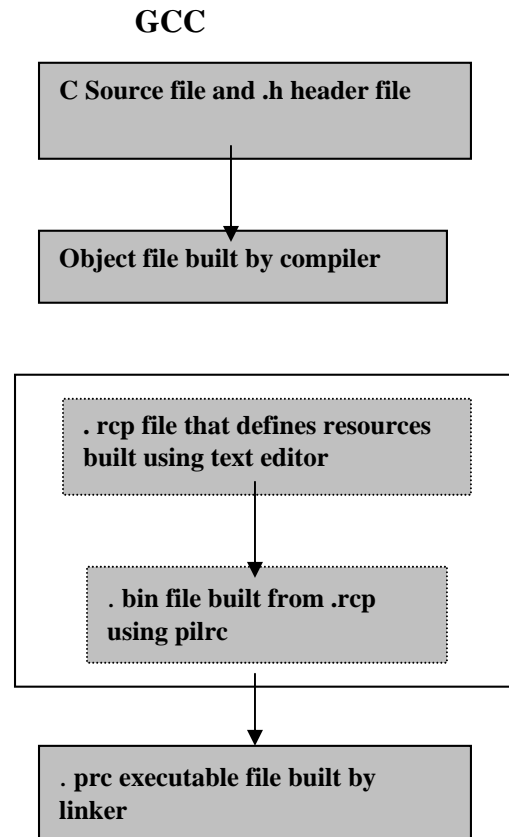 GCC
C Source file and .h header file
Object file built by compiler
. rcp file that defines resources
built using text editor
. bin file built from .rcp
using pilrc
. prc executable file built by
linker